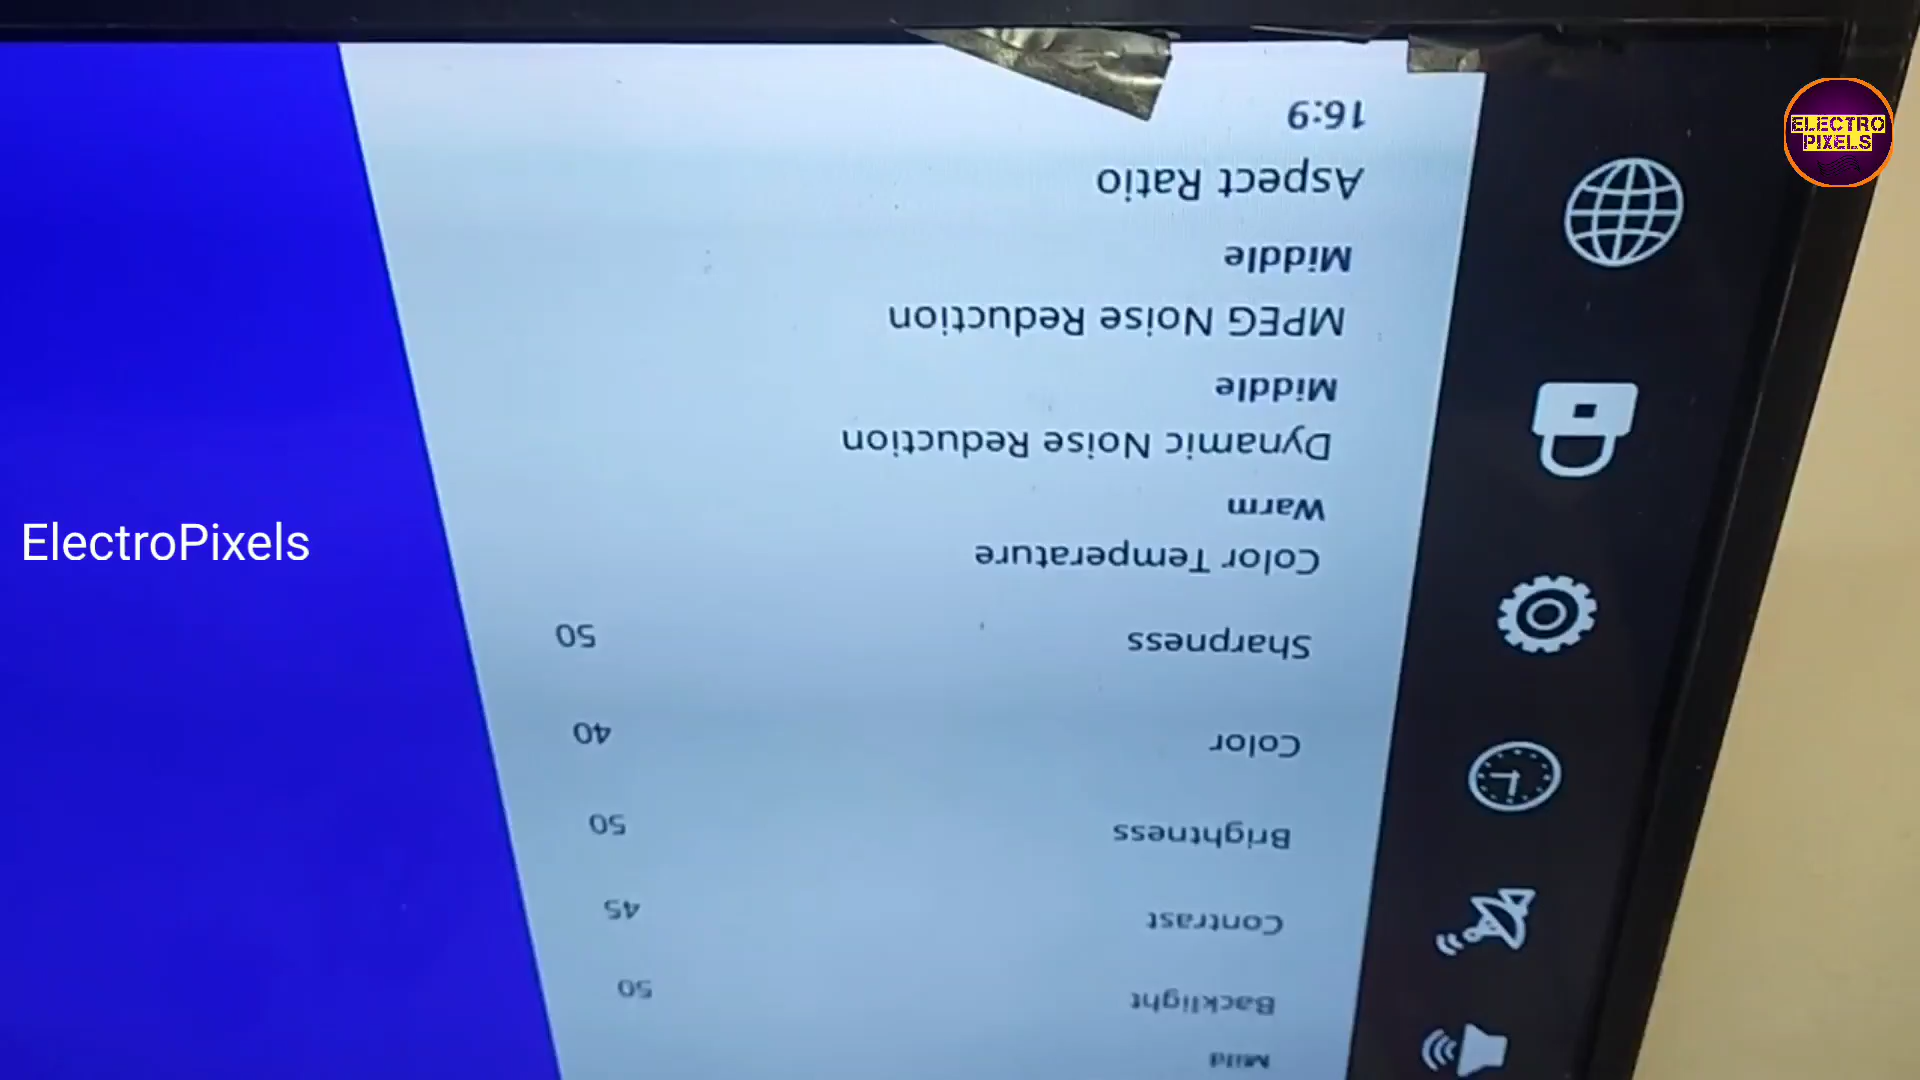 Mild
Backlight 50
Contrast 45
Brightness 50
Color 40
Sharpness 50
Color Temperature
Warm
Dynamic Noise Reduction
Middle
MPEG Noise Reduction
Middle
Aspect Ratio
16:9
ElectroPixels
ELECTRO
PIXELS